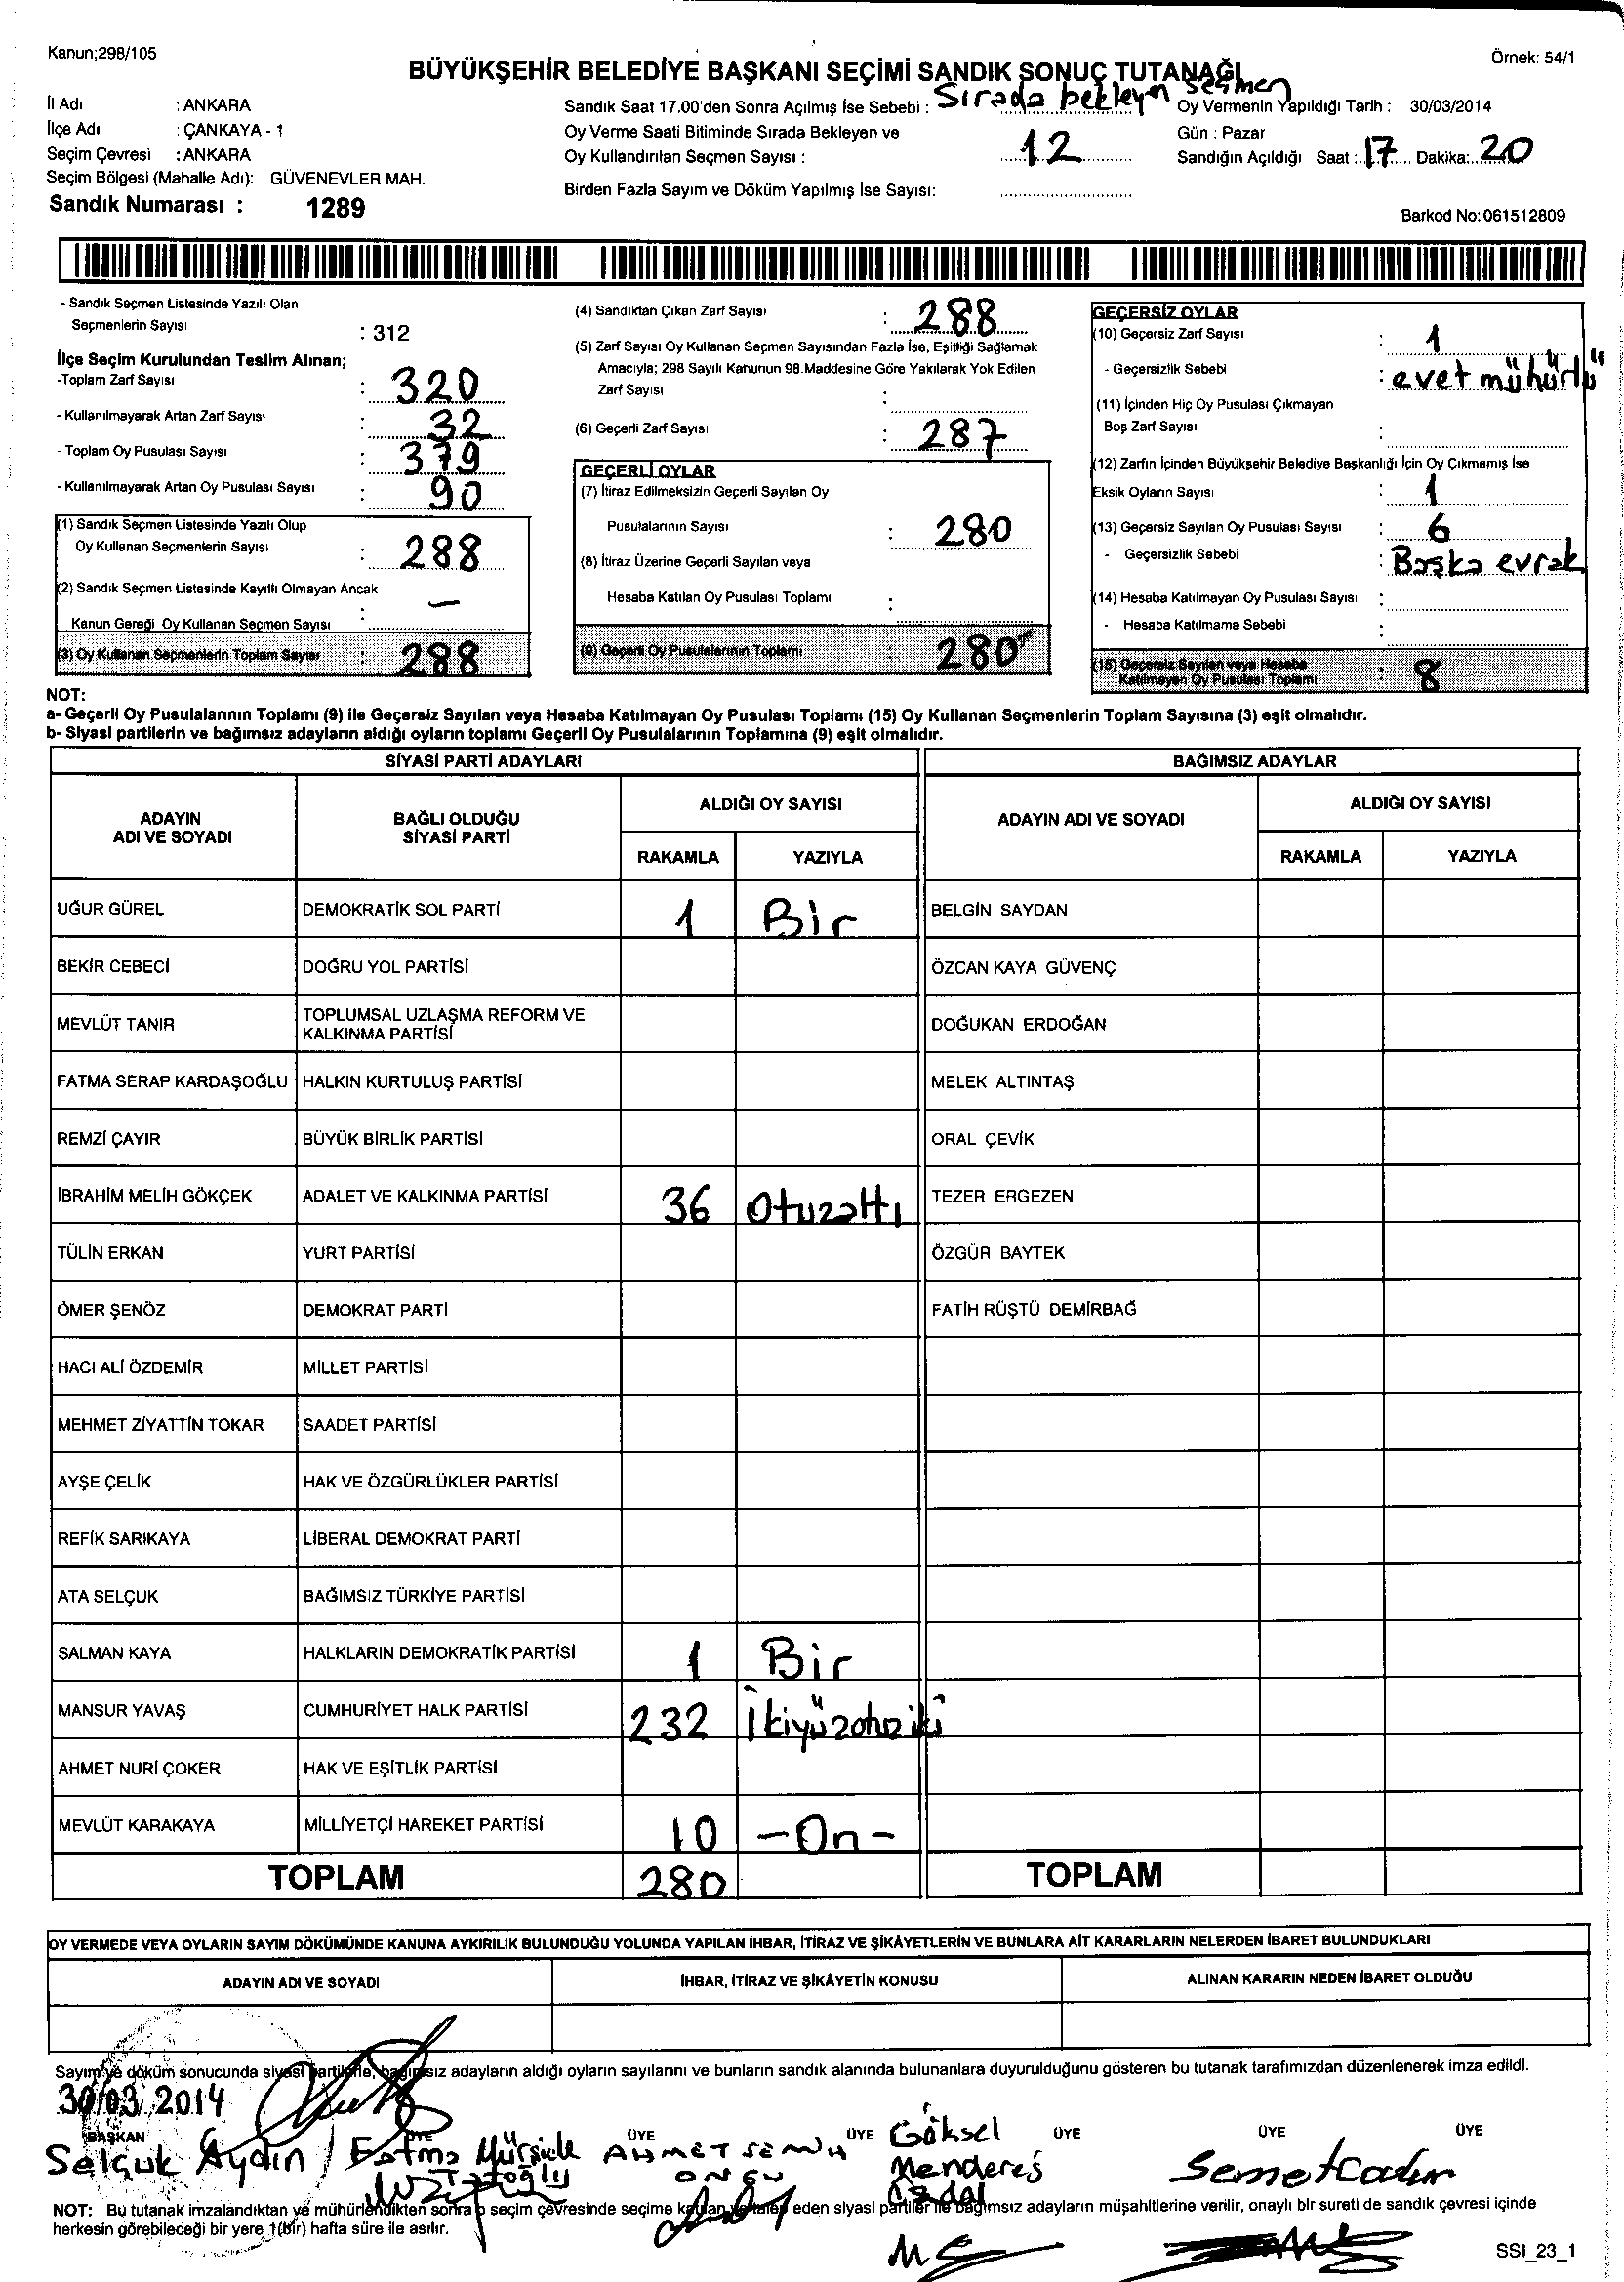 Kanun;298/105
Örnek: 54/1
BÜYÜKŞEHİR BELEDİYE BAŞKANI SEÇİMİ SANDIK SONUÇ TUTANAĞI
İl Adı : ANKARA
İlçe Adı : ÇANKAYA - 1
Seçim Çevresi : ANKARA
Seçim Bölgesi (Mahalle Adı): GÜVENEVLER MAH.
Sandık Numarası : 1289
Sandık Saat 17.00'den Sonra Açılmış İse Sebebi : Sırada bekleyen seçmen
Oy Verme Saati Bitiminde Sırada Bekleyen ve
Oy Kullandırılan Seçmen Sayısı : 12
Birden Fazla Sayım ve Döküm Yapılmış İse Sayısı:
Oy Vermenin Yapıldığı Tarih : 30/03/2014
Gün : Pazar
Sandığın Açıldığı Saat : 17 Dakika: 20
Barkod No: 061512809
- Sandık Seçmen Listesinde Yazılı Olan
Seçmenlerin Sayısı : 312
İlçe Seçim Kurulundan Teslim Alınan;
-Toplam Zarf Sayısı : 320
- Kullanılmayarak Artan Zarf Sayısı : 32
- Toplam Oy Pusulası Sayısı : 379
- Kullanılmayarak Artan Oy Pusulası Sayısı : 90
(1) Sandık Seçmen Listesinde Yazılı Olup
Oy Kullanan Seçmenlerin Sayısı : 288
(2) Sandık Seçmen Listesinde Kayıtlı Olmayan Ancak
Kanun Gereği Oy Kullanan Seçmen Sayısı : —
(3) Oy Kullanan Seçmenlerin Toplam Sayısı : 288
(4) Sandıktan Çıkan Zarf Sayısı : 288
(5) Zarf Sayısı Oy Kullanan Seçmen Sayısından Fazla İse, Eşitliği Sağlamak
Amacıyla; 298 Sayılı Kanunun 98.Maddesine Göre Yakılarak Yok Edilen
Zarf Sayısı :
(6) Geçerli Zarf Sayısı : 287
GEÇERLİ OYLAR
(7) İtiraz Edilmeksizin Geçerli Sayılan Oy
Pusulalarının Sayısı : 280
(8) İtiraz Üzerine Geçerli Sayılan veya
Hesaba Katılan Oy Pusulası Toplamı :
(9) Geçerli Oy Pusulalarının Toplamı 280
GEÇERSİZ OYLAR
(10) Geçersiz Zarf Sayısı : 1
- Geçersizlik Sebebi : "evet mühürlü"
(11) İçinden Hiç Oy Pusulası Çıkmayan
Boş Zarf Sayısı :
(12) Zarfın İçinden Büyükşehir Belediye Başkanlığı İçin Oy Çıkmamış İse
Eksik Oyların Sayısı : 1
(13) Geçersiz Sayılan Oy Pusulası Sayısı : 6
- Geçersizlik Sebebi : Başka evrak
(14) Hesaba Katılmayan Oy Pusulası Sayısı :
- Hesaba Katılmama Sebebi :
(15) Geçersiz Sayılan veya Hesaba
Katılmayan Oy Pusulası Toplamı : 8
NOT:
a- Geçerli Oy Pusulalarının Toplamı (9) ile Geçersiz Sayılan veya Hesaba Katılmayan Oy Pusulası Toplamı (15) Oy Kullanan Seçmenlerin Toplam Sayısına (3) eşit olmalıdır.
b- Siyasi partilerin ve bağımsız adayların aldığı oyların toplamı Geçerli Oy Pusulalarının Toplamına (9) eşit olmalıdır.
SİYASİ PARTİ ADAYLARI
BAĞIMSIZ ADAYLAR
ADAYIN ADI VE SOYADI
BAĞLI OLDUĞU SİYASİ PARTİ
ALDIĞI OY SAYISI
RAKAMLA YAZIYLA
ADAYIN ADI VE SOYADI
ALDIĞI OY SAYISI
RAKAMLA YAZIYLA
UĞUR GÜREL DEMOKRATİK SOL PARTİ 1 Bir BELGİN SAYDAN
BEKİR CEBECİ DOĞRU YOL PARTİSİ ÖZCAN KAYA GÜVENÇ
MEVLÜT TANIR TOPLUMSAL UZLAŞMA REFORM VE KALKINMA PARTİSİ DOĞUKAN ERDOĞAN
FATMA SERAP KARDAŞOĞLU HALKIN KURTULUŞ PARTİSİ MELEK ALTINTAŞ
REMZİ ÇAYIR BÜYÜK BİRLİK PARTİSİ ORAL ÇEVİK
İBRAHİM MELİH GÖKÇEK ADALET VE KALKINMA PARTİSİ 36 Otuzaltı TEZER ERGEZEN
TÜLİN ERKAN YURT PARTİSİ ÖZGÜR BAYTEK
ÖMER ŞENÖZ DEMOKRAT PARTİ FATİH RÜŞTÜ DEMİRBAĞ
HACI ALİ ÖZDEMİR MİLLET PARTİSİ
MEHMET ZİYATTİN TOKAR SAADET PARTİSİ
AYŞE ÇELİK HAK VE ÖZGÜRLÜKLER PARTİSİ
REFİK SARIKAYA LİBERAL DEMOKRAT PARTİ
ATA SELÇUK BAĞIMSIZ TÜRKİYE PARTİSİ
SALMAN KAYA HALKLARIN DEMOKRATİK PARTİSİ 1 Bir
MANSUR YAVAŞ CUMHURİYET HALK PARTİSİ 232 İkiyüzotuziki
AHMET NURİ ÇOKER HAK VE EŞİTLİK PARTİSİ
MEVLÜT KARAKAYA MİLLİYETÇİ HAREKET PARTİSİ 10 -On-
TOPLAM 280 TOPLAM
OY VERMEDE VEYA OYLARIN SAYIM DÖKÜMÜNDE KANUNA AYKIRILIK BULUNDUĞU YOLUNDA YAPILAN İHBAR, İTİRAZ VE ŞİKÂYETLERİN VE BUNLARA AİT KARARLARIN NELERDEN İBARET BULUNDUKLARI
ADAYIN ADI VE SOYADI İHBAR, İTİRAZ VE ŞİKÂYETİN KONUSU ALINAN KARARIN NEDEN İBARET OLDUĞU
Sayım ve döküm sonucunda siyasi partilerle, bağımsız adayların aldığı oyların sayılarını ve bunların sandık alanında bulunanlara duyurulduğunu gösteren bu tutanak tarafımızdan düzenlenerek imza edildi.
30/03/2014
BAŞKAN ÜYE ÜYE ÜYE ÜYE ÜYE ÜYE
Selçuk Aydın Fatma Mürşide AHMET SEMİH ONGU Göksel Menderes
NOT: Bu tutanak imzalandıktan ve mühürlendikten sonra o seçim çevresinde seçime katılan ve talep eden siyasi partiler ile bağımsız adayların müşahitlerine verilir, onaylı bir sureti de sandık çevresi içinde
herkesin görebileceği bir yere 1(bir) hafta süre ile asılır.
SSI_23_1